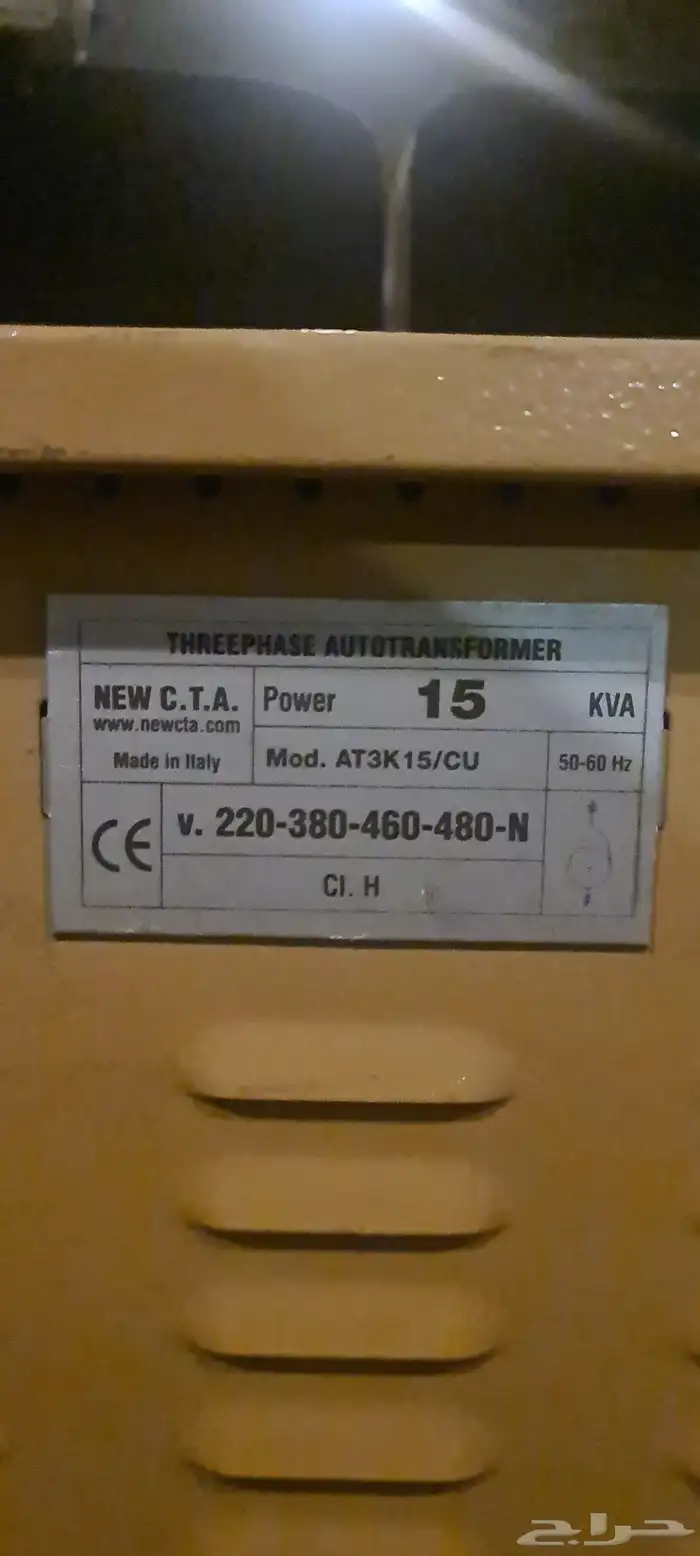 THREEPHASE AUTOTRANSFORMER
NEW C.T.A.
www.newcta.com
Made in Italy
Power 15 KVA
Mod. AT3K15/CU
50-60 Hz
CE
v. 220-380-460-480-N
Cl. H
حراج